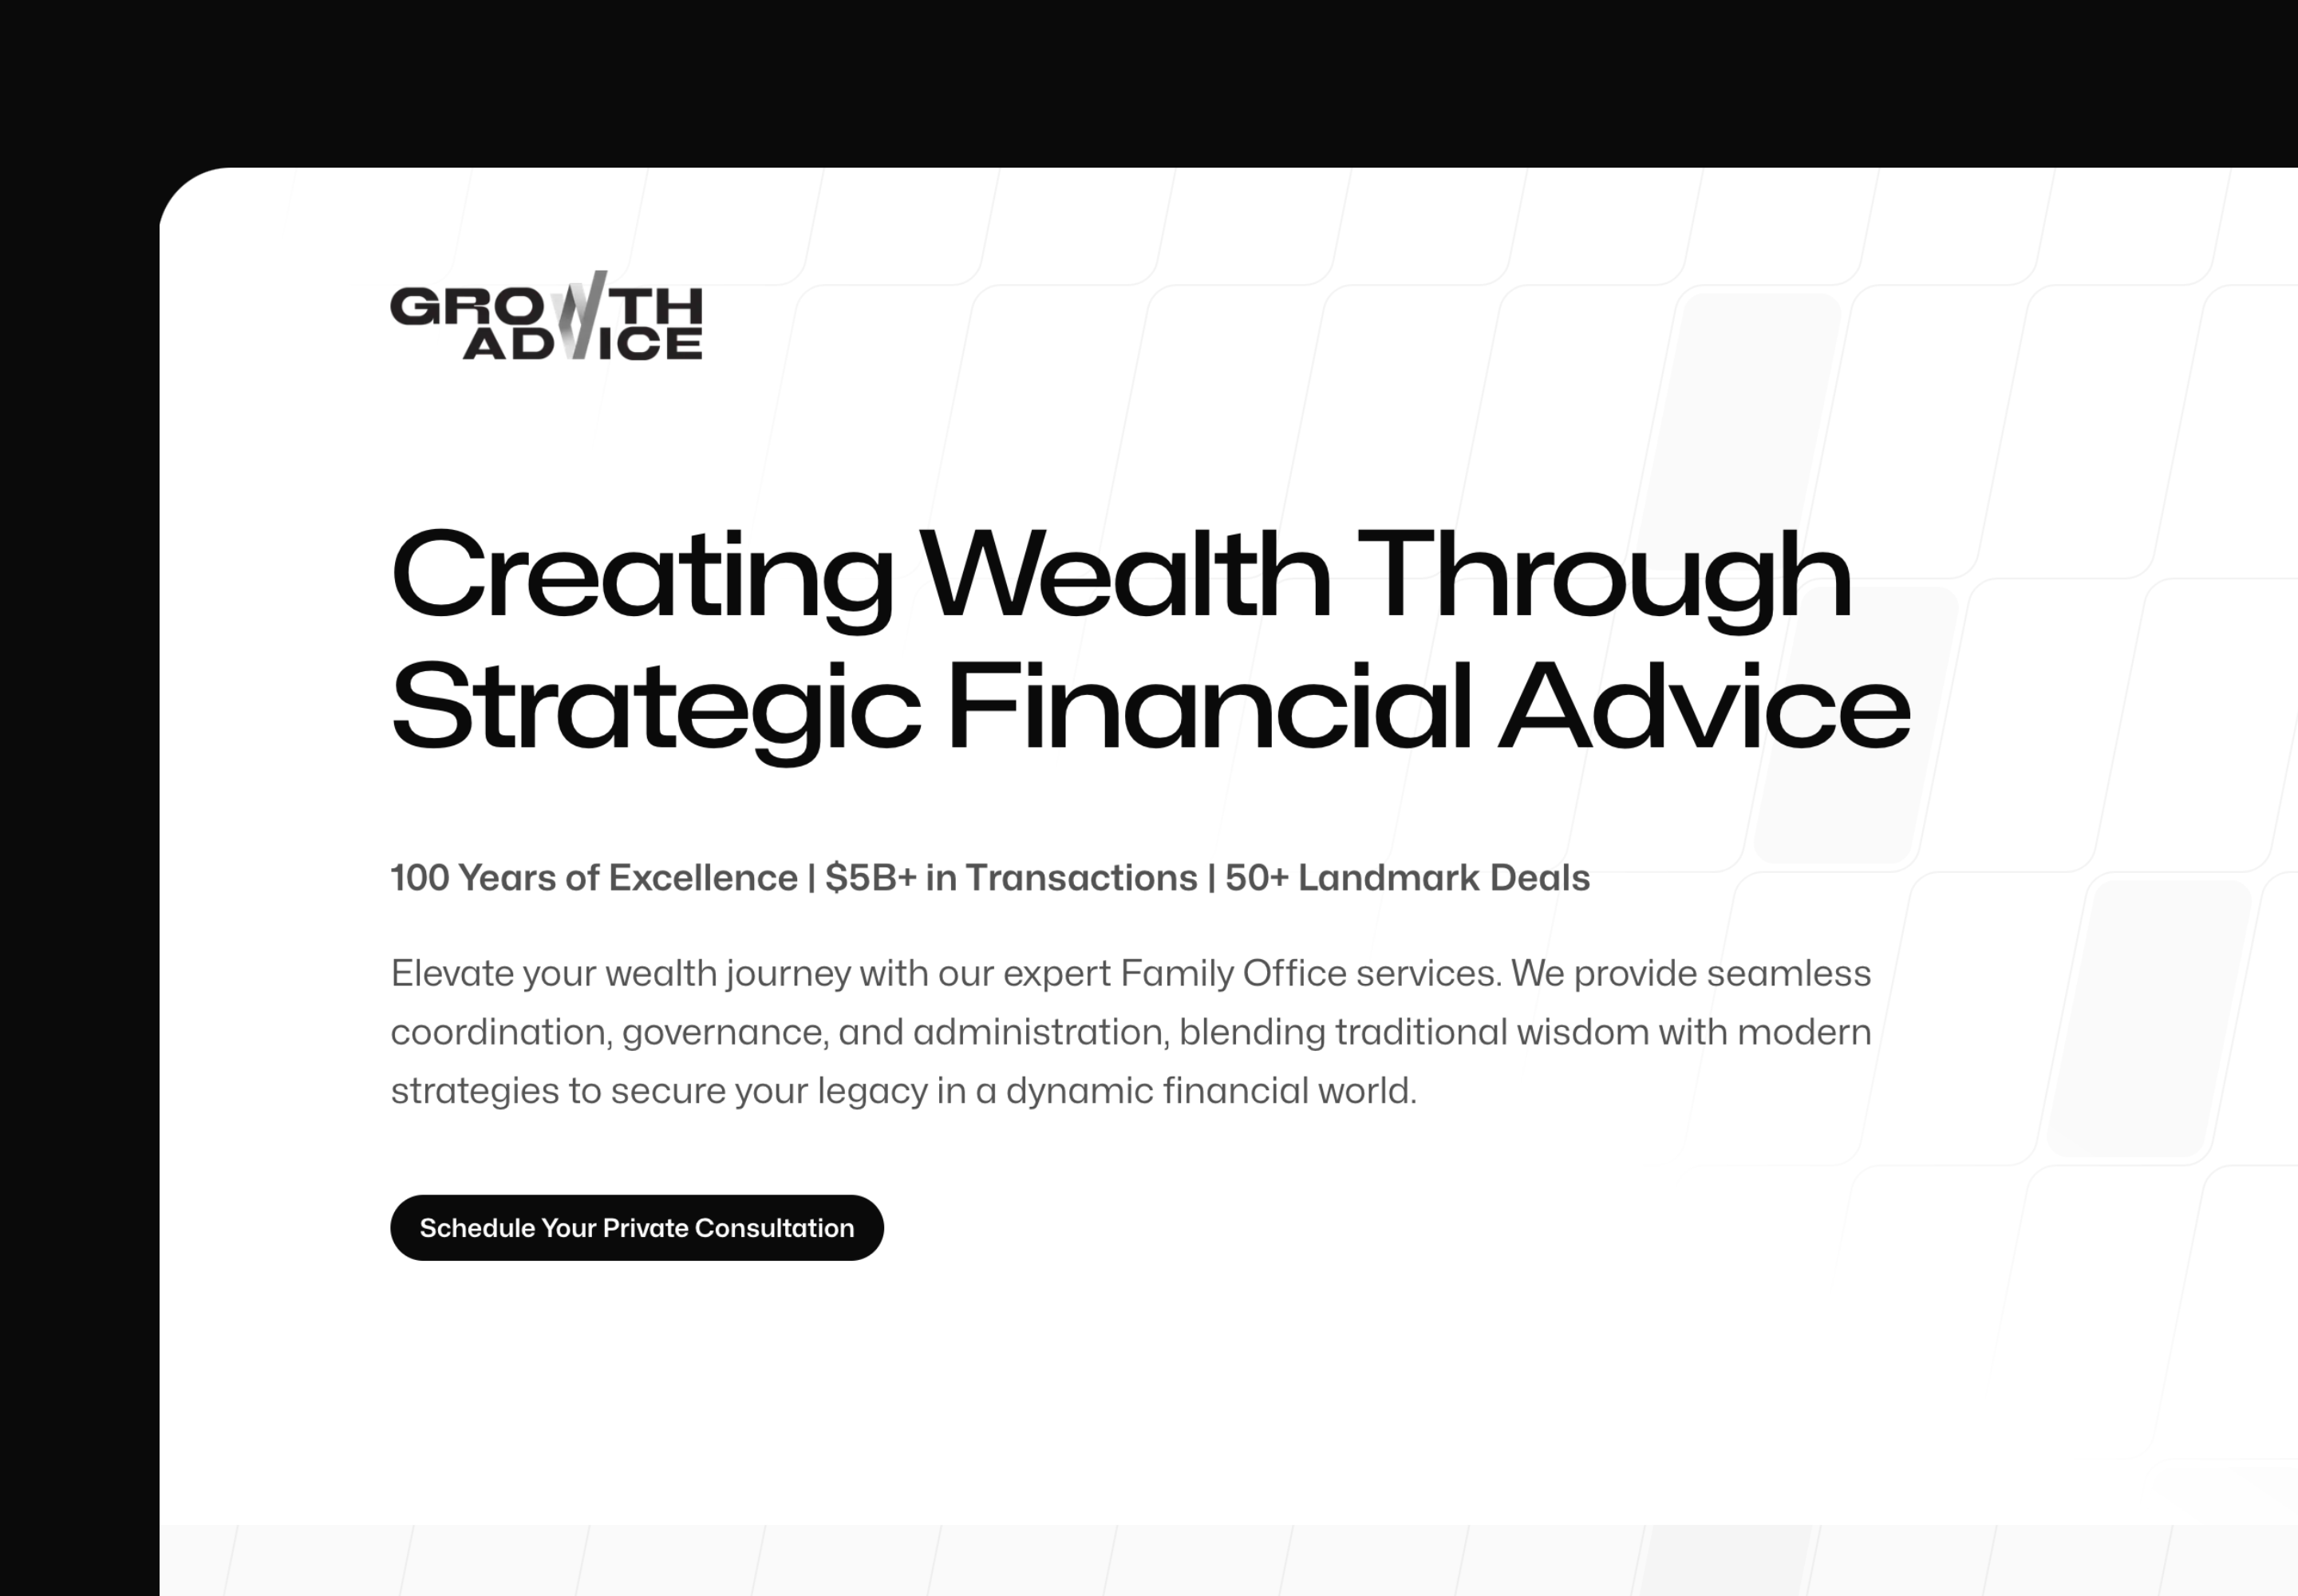 GROWTH
ADVICE
Creating Wealth Through
Strategic Financial Advice
100 Years of Excellence | $5B+ in Transactions | 50+ Landmark Deals
Elevate your wealth journey with our expert Family Office services. We provide seamless
coordination, governance, and administration, blending traditional wisdom with modern
strategies to secure your legacy in a dynamic financial world.
Schedule Your Private Consultation